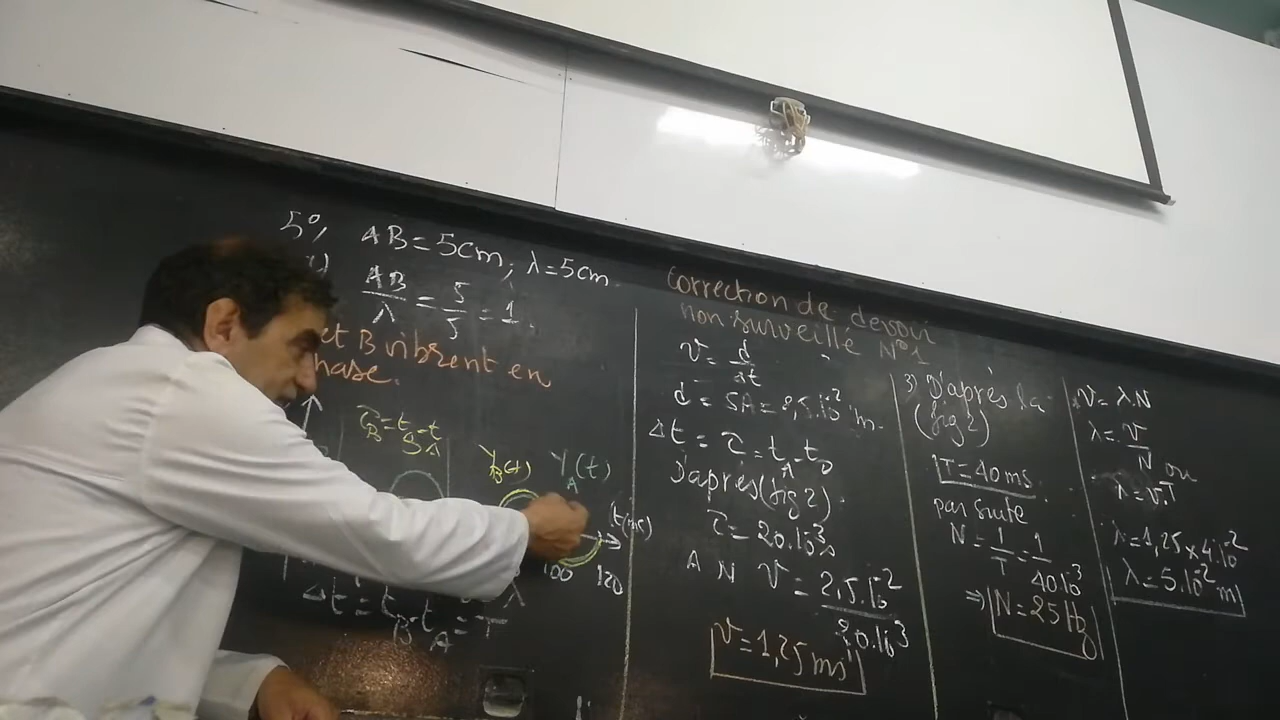 5°/ AB=5cm, λ=5cm.
AB/λ = 5/5 = 1.
et B vibrent en
hase.
τ_B = t_B - t_A
Y_B(t) Y_A(t)
(t(ms)
100 120
Δt = t_B - t_A = T
Correction de devoir
non surveillé N°1
v = d/Δt
d = SA = 2,5.10^-2 m.
Δt = τ = t_A - t_0
D'après (fig 2).
τ = 20.10^-3 s
A N v = 2,5.10^-2 / 20.10^-3
v = 1,25 ms^-1
3) D'après la
(fig 2)
T = 40 ms
par suite
N = 1/T = 1/40.10^-3
⇒ N = 25 Hz
v = λ.N
λ = v/N ou
λ = v.T
λ = 1,25 × 4.10^-2
λ = 5.10^-2 m